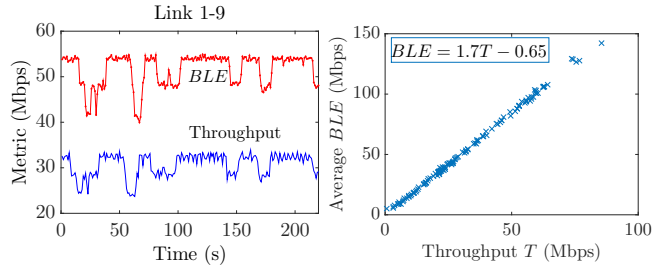 Link 1-9
Metric (Mbps)
60
50
40
30
20
BLE
Throughput
0
50
100
150
200
Time (s)
Average BLE (Mbps)
150
100
50
0
BLE = 1.7T − 0.65
0
50
100
Throughput T (Mbps)